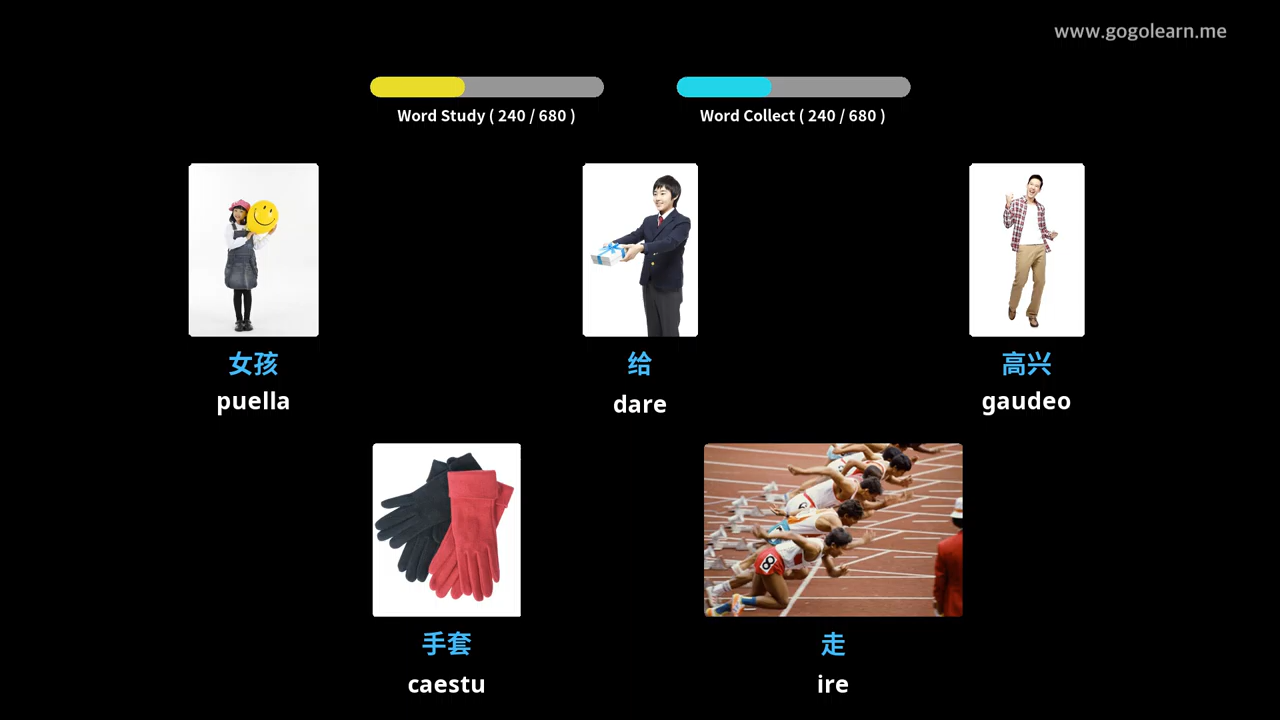 www.gogolearn.me
Word Study ( 240 / 680 )
Word Collect ( 240 / 680 )
女孩
puella
给
dare
高兴
gaudeo
手套
caestu
走
ire